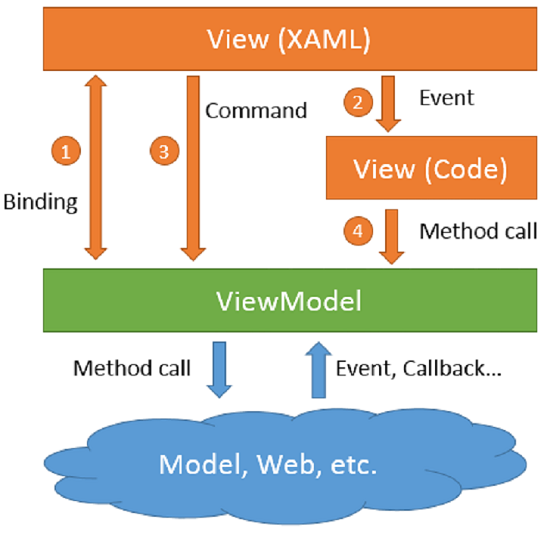 View (XAML)
2
Event
Command
1
3
View (Code)
Binding
4
Method call
ViewModel
Method call
Event, Callback...
Model, Web, etc.